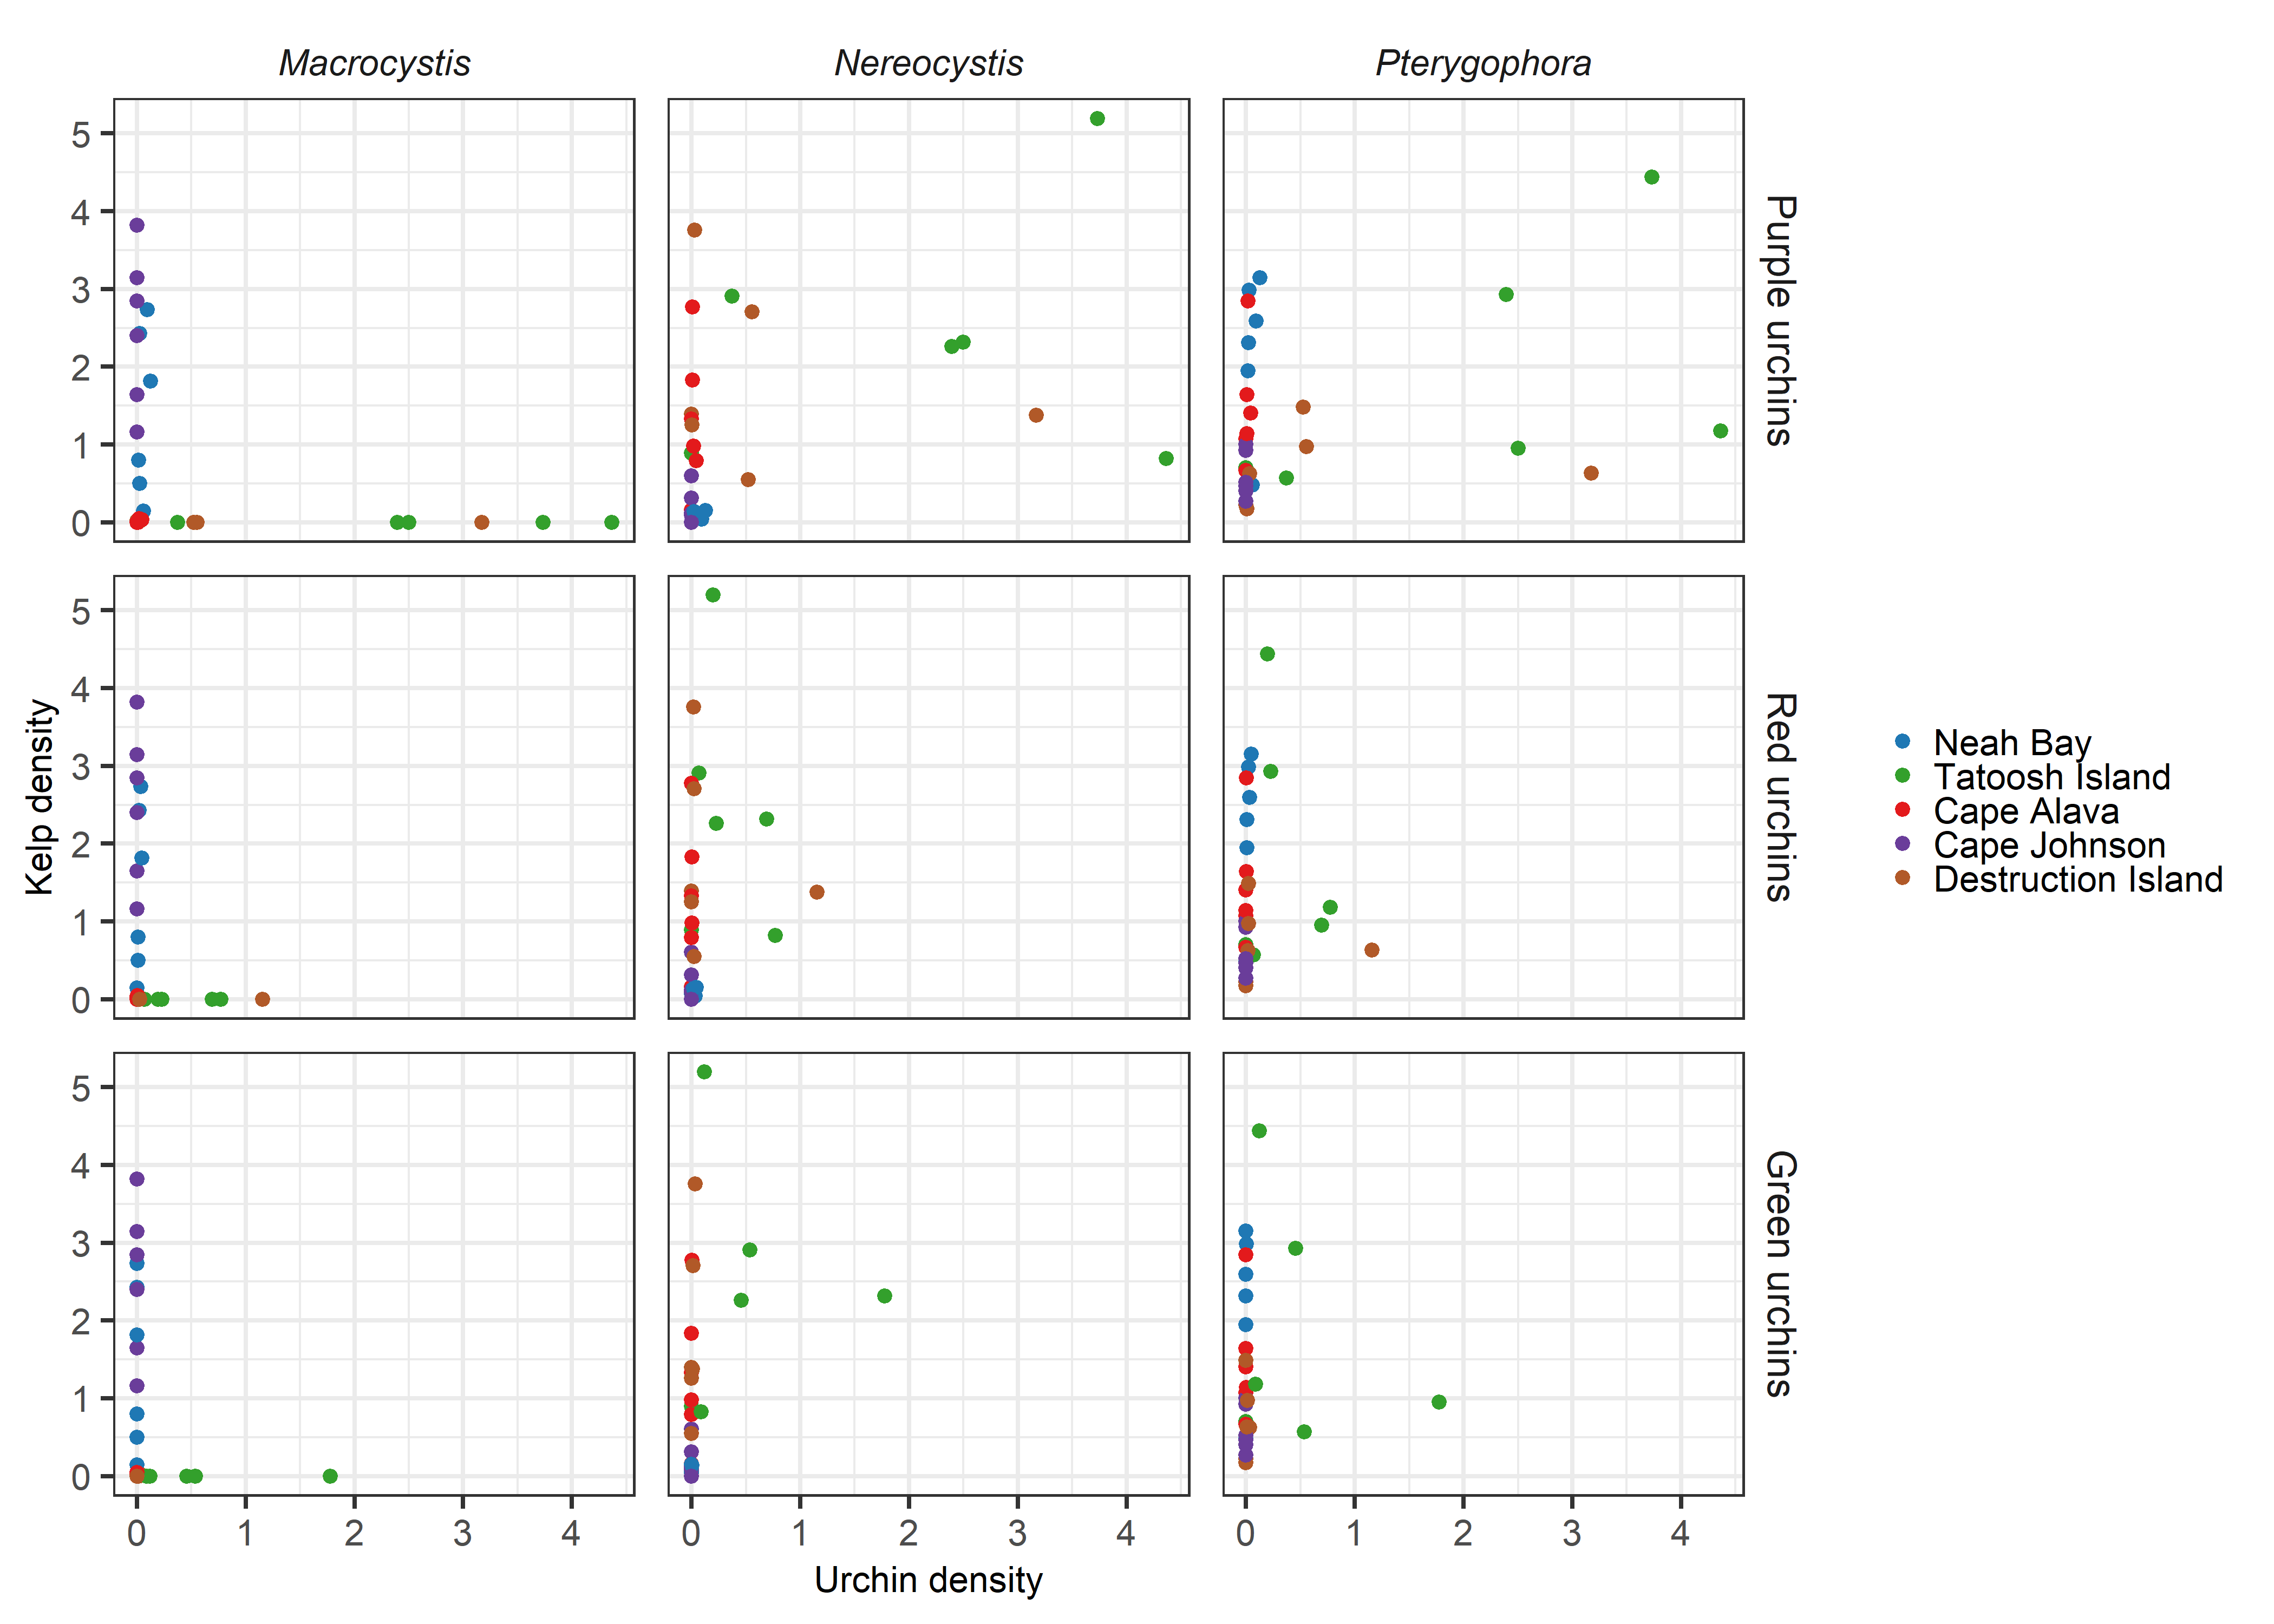 Macrocystis Nereocystis Pterygophora
5
4
3
2
1
0
Purple urchins
5
4
3
2
1
0
Red urchins
Kelp density
5
4
3
2
1
0
Green urchins
0 1 2 3 4 0 1 2 3 4 0 1 2 3 4
Urchin density
Neah Bay
Tatoosh Island
Cape Alava
Cape Johnson
Destruction Island